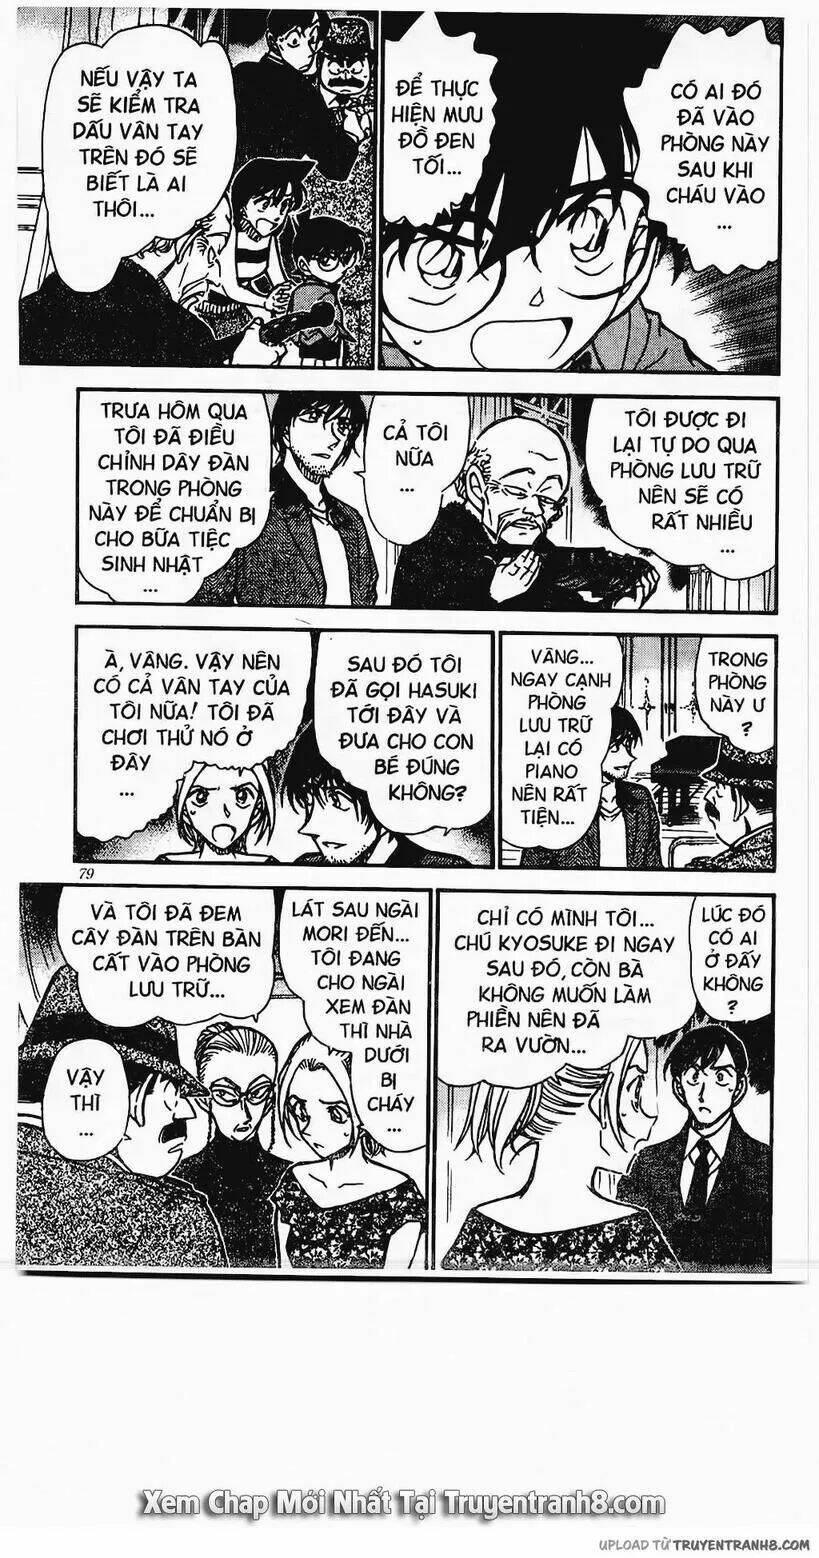 CÓ AI ĐÓ
ĐÃ VÀO
PHÒNG NÀY
SAU KHI
CHÁU VÀO
...
ĐỂ THỰC
HIỆN MƯU
ĐỒ ĐEN
TỐI...
NẾU VẬY TA
SẼ KIỂM TRA
DẤU VÂN TAY
TRÊN ĐÓ SẼ
BIẾT LÀ AI
THÔI...
TÔI ĐƯỢC ĐI
LẠI TỰ DO QUA
PHÒNG LƯU TRỮ
NÊN SẼ CÓ
RẤT NHIỀU
...
CẢ TÔI
NỮA
...
TRƯA HÔM QUA
TÔI ĐÃ ĐIỀU
CHỈNH DÂY ĐÀN
TRONG PHÒNG
NÀY ĐỂ CHUẨN BỊ
CHO BỮA TIỆC
SINH NHẬT
...
TRONG
PHÒNG
NÀY Ư
?
VÂNG...
NGAY CẠNH
PHÒNG
LƯU TRỮ
LẠI CÓ
PIANO
NÊN RẤT
TIỆN...
SAU ĐÓ TÔI
ĐÃ GỌI HASUKI
TỚI ĐÂY VÀ
ĐƯA CHO CON
BÉ ĐÚNG
KHÔNG?
À, VÂNG. VẬY NÊN
CÓ CẢ VÂN TAY CỦA
TÔI NỮA! TÔI ĐÃ
CHƠI THỬ NÓ Ở
ĐÂY
...
79
LÚC ĐÓ
CÓ AI
Ở ĐẤY
KHÔNG
?
CHỈ CÓ MÌNH TÔI...
CHÚ KYOSUKE ĐI NGAY
SAU ĐÓ, CÒN BÀ
KHÔNG MUỐN LÀM
PHIỀN NÊN ĐÃ
RA VƯỜN...
LÁT SAU NGÀI
MORI ĐẾN...
TÔI ĐANG
CHO NGÀI
XEM ĐÀN
THÌ NHÀ
DƯỚI
BỊ
CHÁY
...
VÀ TÔI ĐÃ ĐEM
CÂY ĐÀN TRÊN BÀN
CẤT VÀO PHÒNG
LƯU TRỮ...
VẬY
THÌ
...
Xem Chap Mới Nhất Tại Truyentranh8.com
UPLOAD TỪ TRUYENTRANH8.COM